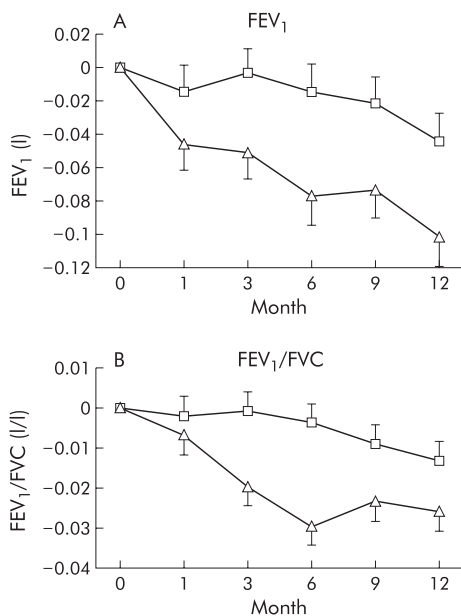 A FEV₁
0.02
0
−0.02
−0.04
−0.06
−0.08
−0.1
−0.12
FEV₁ (l)
0 1 3 6 9 12
Month
B FEV₁/FVC
0.01
0
−0.01
−0.02
−0.03
−0.04
FEV₁/FVC (l/l)
0 1 3 6 9 12
Month